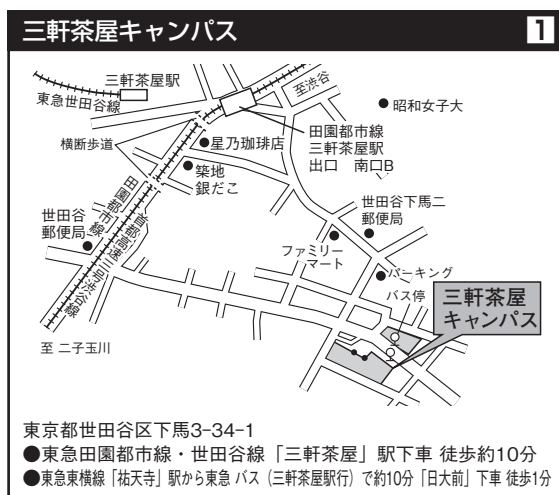 三軒茶屋キャンパス
1
三軒茶屋駅
東急世田谷線
至渋谷
●昭和女子大
横断歩道
●星乃珈琲店
田園都市線
三軒茶屋駅
出口 南口B
築地
銀だこ
田園都市線
首都高速三号渋谷線
世田谷
郵便局
世田谷下馬二
郵便局
ファミリー
マート
パーキング
バス停
三軒茶屋
キャンパス
至 二子玉川
東京都世田谷区下馬3-34-1
●東急田園都市線・世田谷線「三軒茶屋」駅下車 徒歩約10分
●東急東横線「祐天寺」駅から東急 バス（三軒茶屋駅行）で約10分「日大前」下車 徒歩1分